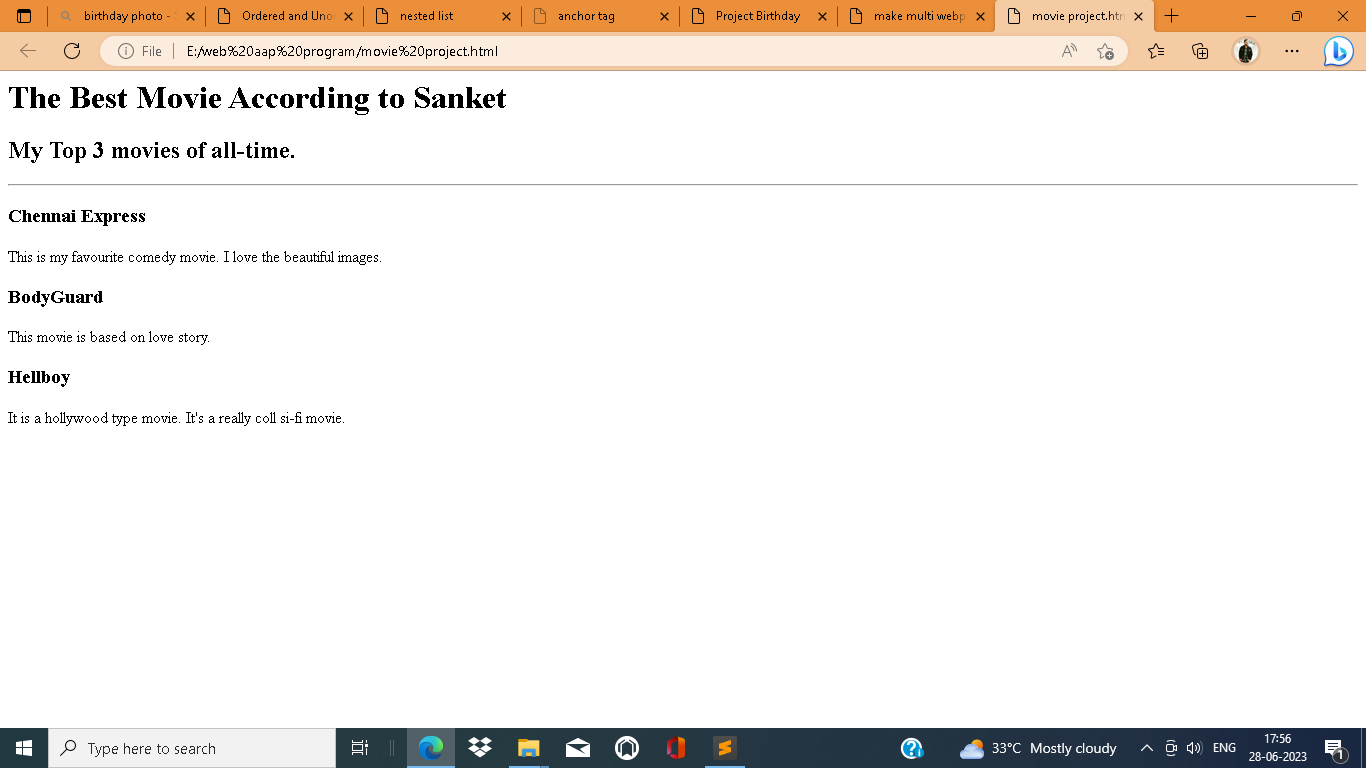 birthday photo -
Ordered and Uno
nested list
anchor tag
Project Birthday
make multi webp
movie project.htm
File
E:/web%20aap%20program/movie%20project.html
The Best Movie According to Sanket
My Top 3 movies of all-time.
Chennai Express
This is my favourite comedy movie. I love the beautiful images.
BodyGuard
This movie is based on love story.
Hellboy
It is a hollywood type movie. It's a really coll si-fi movie.
Type here to search
33°C Mostly cloudy
ENG
17:56
28-06-2023
1